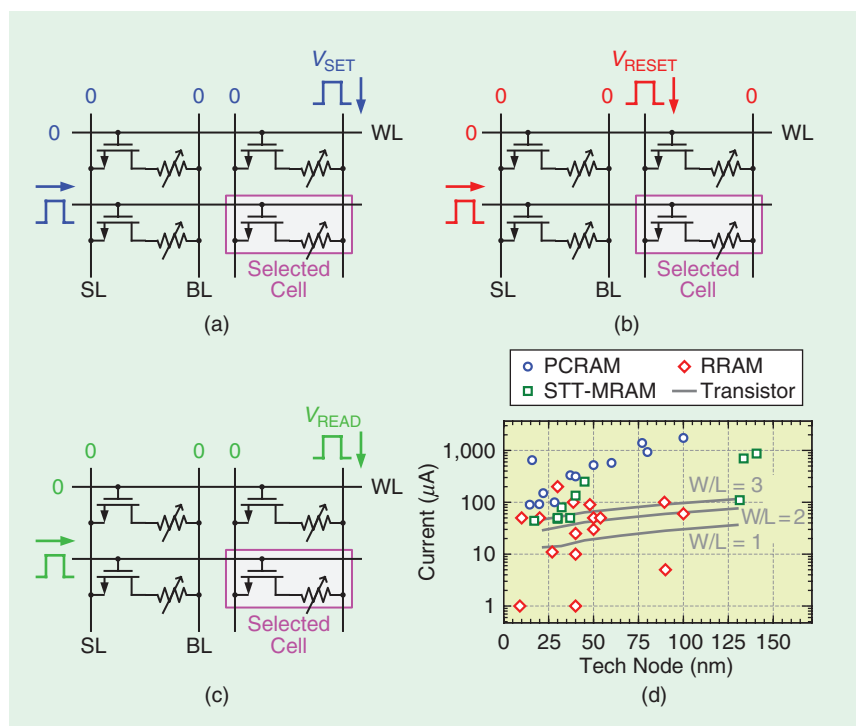 V_SET
0 0 0
0 WL
Selected
Cell
SL BL
(a)
V_RESET
0 0 0
0 WL
Selected
Cell
SL BL
(b)
V_READ
0 0 0
0 WL
Selected
Cell
SL BL
(c)
PCRAM RRAM
STT-MRAM Transistor
1,000
100
10
1
Current (μA)
W/L = 3
W/L = 2
W/L = 1
0 25 50 75 100 125 150
Tech Node (nm)
(d)